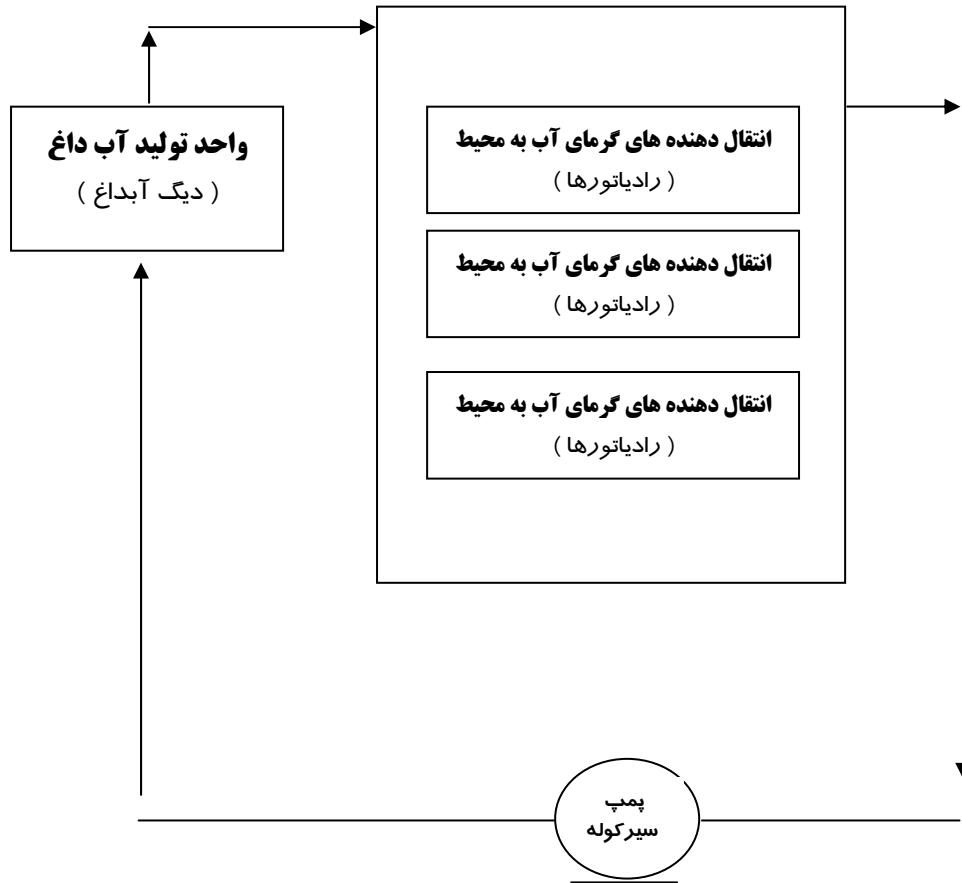 واحد تولید آب داغ
( دیگ آبداغ )
انتقال دهنده های گرمای آب به محیط
( رادیاتورها )
انتقال دهنده های گرمای آب به محیط
( رادیاتورها )
انتقال دهنده های گرمای آب به محیط
( رادیاتورها )
پمپ
سیرکوله